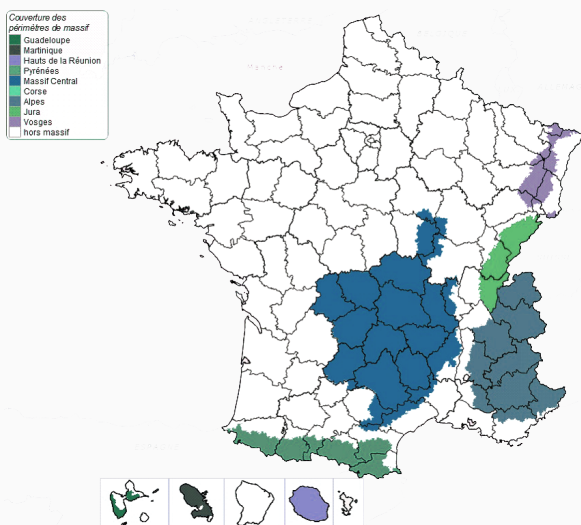 Couverture des
périmètres de massif
Guadeloupe
Martinique
Hauts de la Réunion
Pyrénées
Massif Central
Corse
Alpes
Jura
Vosges
hors massif